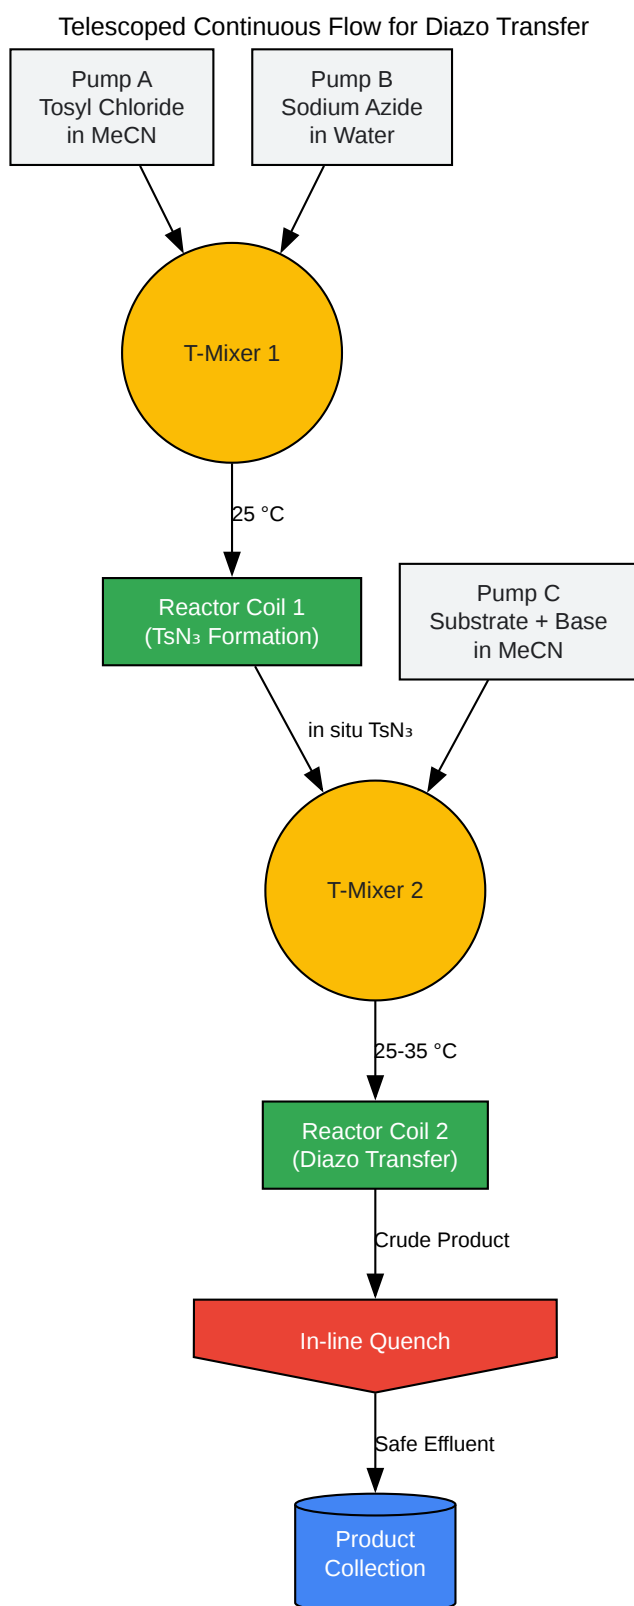 Telescoped Continuous Flow for Diazo Transfer
Pump A
Tosyl Chloride
in MeCN
Pump B
Sodium Azide
in Water
T-Mixer 1
25 °C
Reactor Coil 1
(TsN₃ Formation)
Pump C
Substrate + Base
in MeCN
in situ TsN₃
T-Mixer 2
25-35 °C
Reactor Coil 2
(Diazo Transfer)
Crude Product
In-line Quench
Safe Effluent
Product
Collection